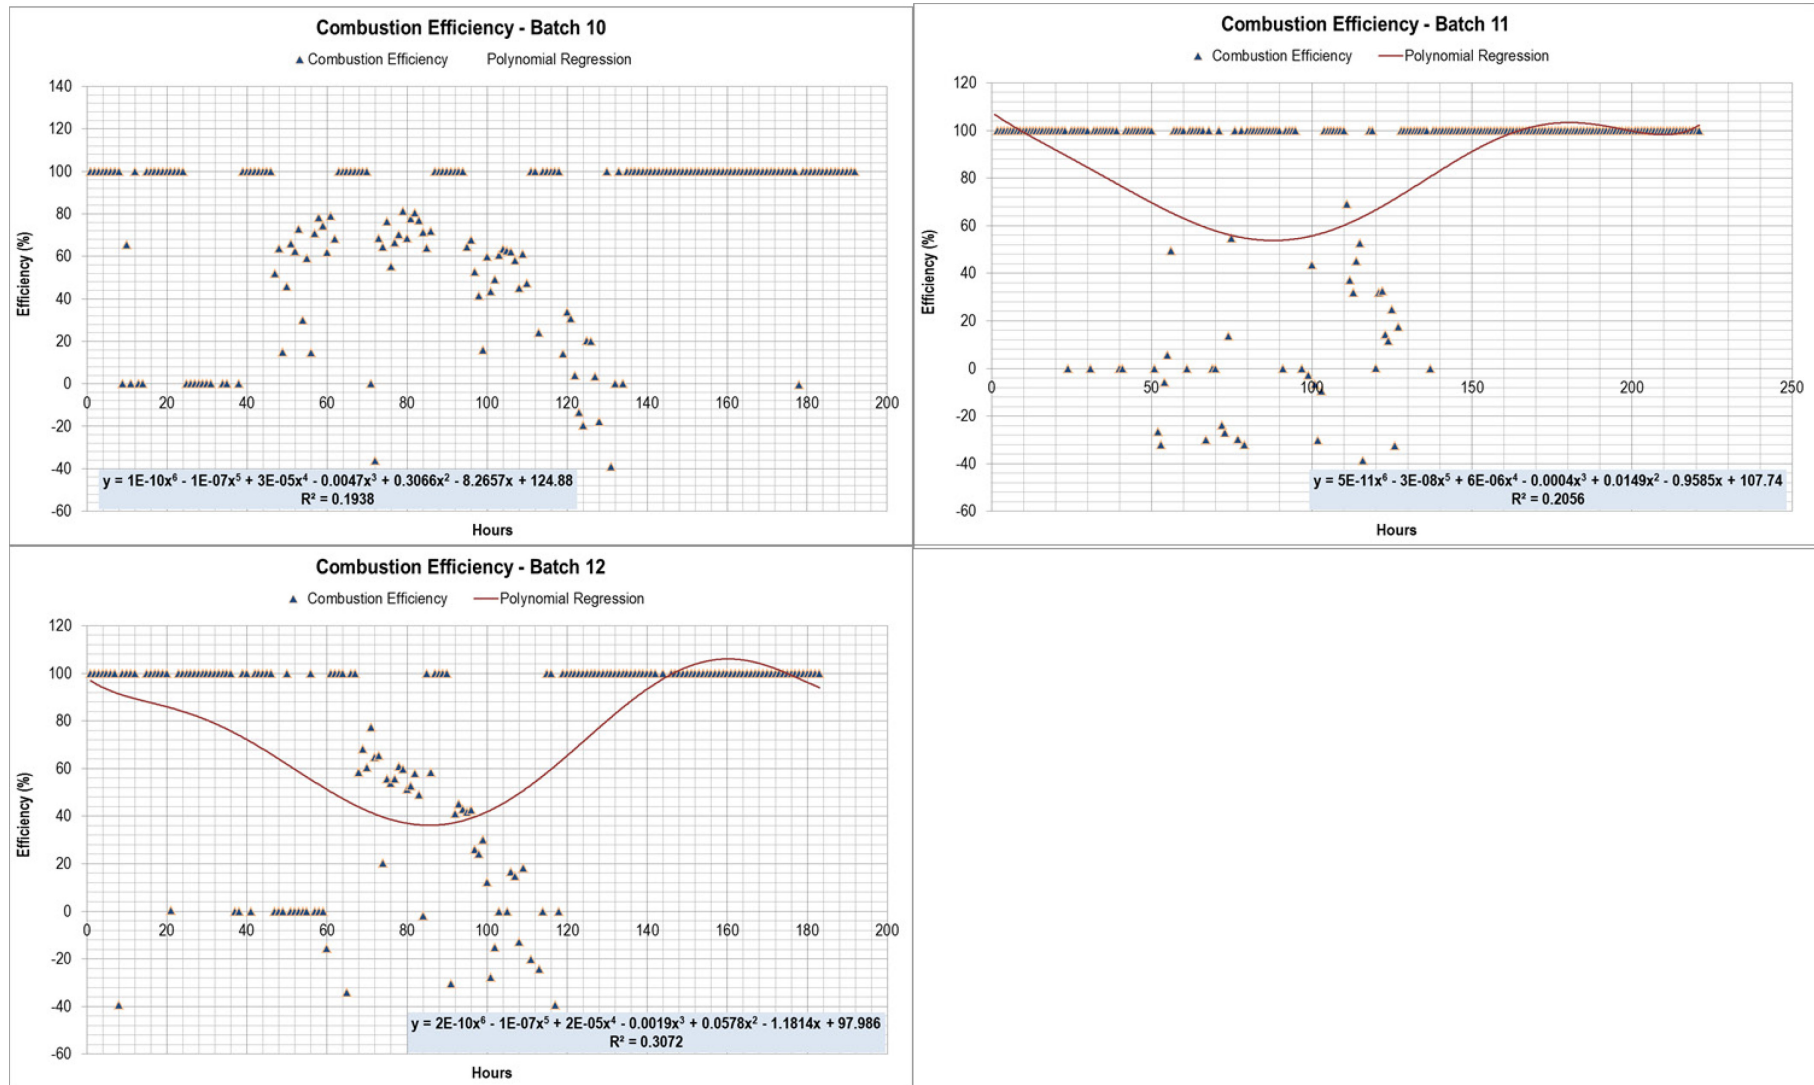 Combustion Efficiency - Batch 10
Combustion Efficiency Polynomial Regression
140
120
100
80
60
40
20
0
-20
-40
-60
Efficiency (%)
0 20 40 60 80 100 120 140 160 180 200
y = 1E-10x⁶ - 1E-07x⁵ + 3E-05x⁴ - 0.0047x³ + 0.3066x² - 8.2657x + 124.88
R² = 0.1938
Hours
Combustion Efficiency - Batch 11
Combustion Efficiency Polynomial Regression
120
100
80
60
40
20
0
-20
-40
-60
Efficiency (%)
0 50 100 150 200 250
y = 5E-11x⁶ - 3E-08x⁵ + 6E-06x⁴ - 0.0004x³ + 0.0149x² - 0.9585x + 107.74
R² = 0.2056
Hours
Combustion Efficiency - Batch 12
Combustion Efficiency Polynomial Regression
120
100
80
60
40
20
0
-20
-40
-60
Efficiency (%)
0 20 40 60 80 100 120 140 160 180 200
y = 2E-10x⁶ - 1E-07x⁵ + 2E-05x⁴ - 0.0019x³ + 0.0578x² - 1.1814x + 97.986
R² = 0.3072
Hours